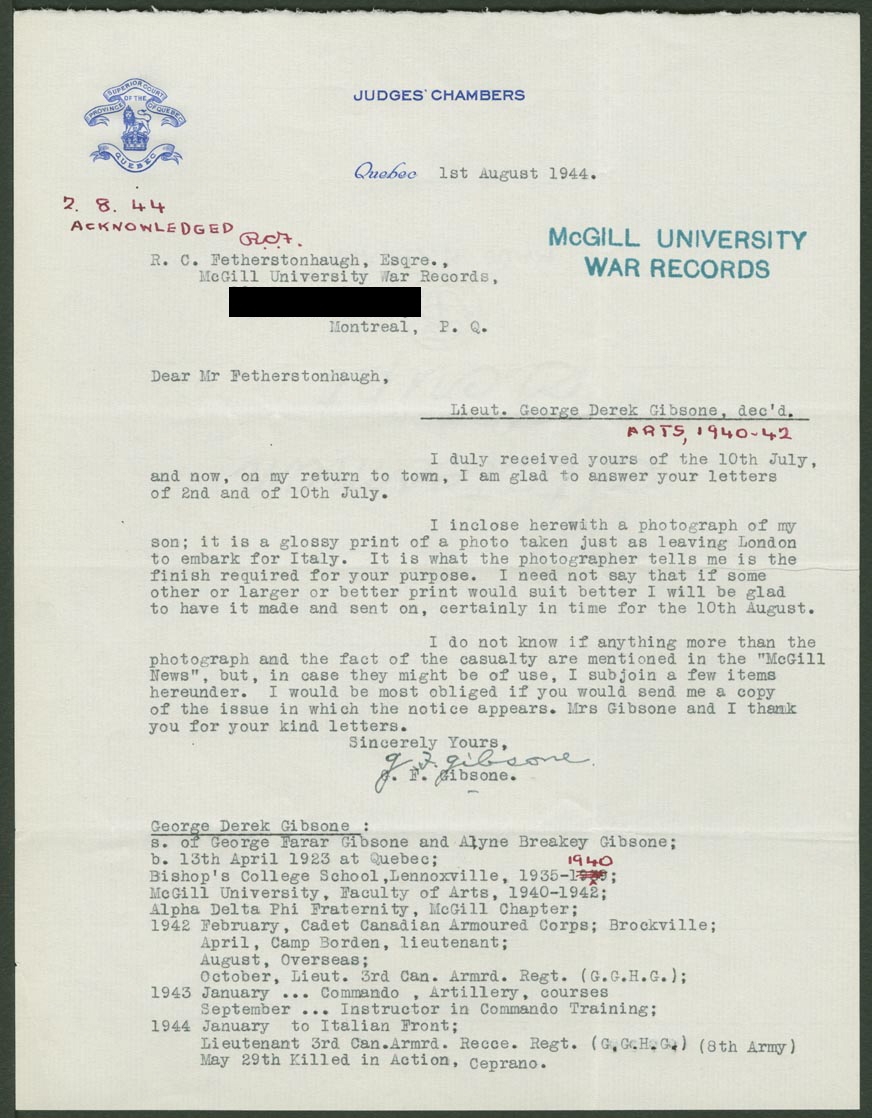 SUPERIOR COURT
OF THE
PROVINCE OF QUEBEC
QUEBEC
JUDGES' CHAMBERS
Quebec 1st August 1944.
2. 8. 44
ACKNOWLEDGED
R.C.F.
McGILL UNIVERSITY
WAR RECORDS
R. C. Fetherstonhaugh, Esqre.,
McGill University War Records,
Montreal, P. Q.
Dear Mr Fetherstonhaugh,
Lieut. George Derek Gibsone, dec'd.
ARTS, 1940-42
I duly received yours of the 10th July,
and now, on my return to town, I am glad to answer your letters
of 2nd and of 10th July.
I inclose herewith a photograph of my
son; it is a glossy print of a photo taken just as leaving London
to embark for Italy. It is what the photographer tells me is the
finish required for your purpose. I need not say that if some
other or larger or better print would suit better I will be glad
to have it made and sent on, certainly in time for the 10th August.
I do not know if anything more than the
photograph and the fact of the casualty are mentioned in the "McGill
News", but, in case they might be of use, I subjoin a few items
hereunder. I would be most obliged if you would send me a copy
of the issue in which the notice appears. Mrs Gibsone and I thank
you for your kind letters.
Sincerely Yours,
G. F. Gibsone.
G. F. Gibsone.
George Derek Gibsone :
s. of George Farar Gibsone and Alyne Breakey Gibsone;
b. 13th April 1923 at Quebec;
1940
Bishop's College School,Lennoxville, 1935-;
McGill University, Faculty of Arts, 1940-1942;
Alpha Delta Phi Fraternity, McGill Chapter;
1942 February, Cadet Canadian Armoured Corps; Brockville;
April, Camp Borden, lieutenant;
August, Overseas;
October, Lieut. 3rd Can. Armrd. Regt. (G.G.H.G.);
1943 January ... Commando , Artillery, courses
September ... Instructor in Commando Training;
1944 January to Italian Front;
Lieutenant 3rd Can.Armrd. Recce. Regt. (G.G.H.G.) (8th Army)
May 29th Killed in Action, Ceprano.